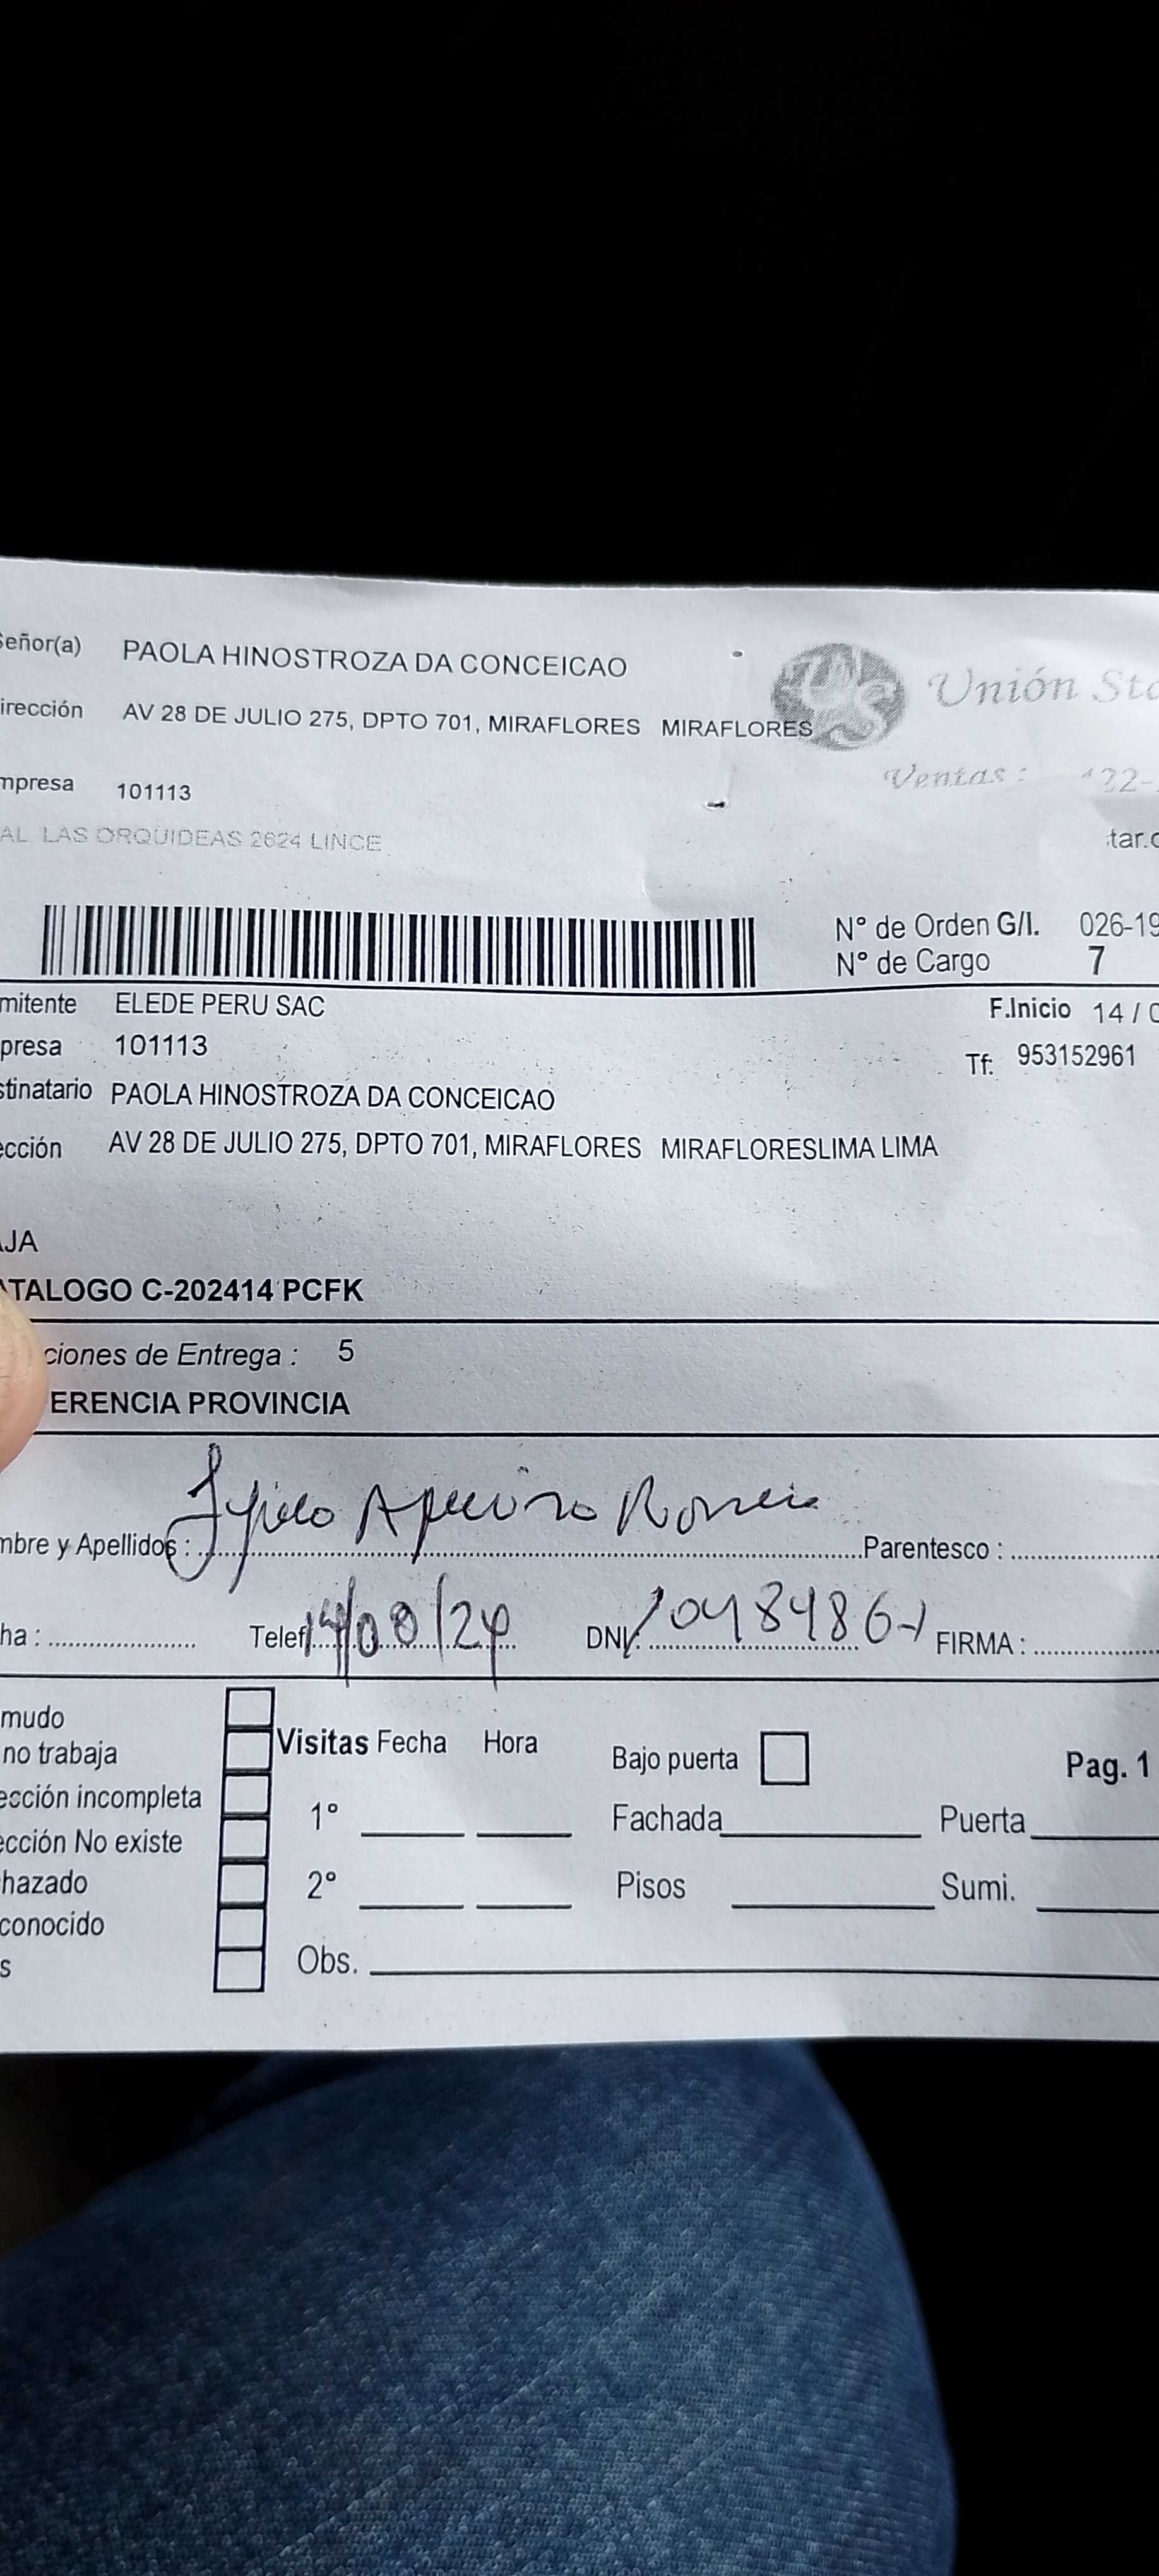 Señor(a) PAOLA HINOSTROZA DA CONCEICAO
irección AV 28 DE JULIO 275, DPTO 701, MIRAFLORES MIRAFLORES
Unión Sta
Ventas : 422-
mpresa 101113
AL. LAS ORQUIDEAS 2624 LINCE
tar.c
N° de Orden G/I. 026-19
N° de Cargo 7
mitente ELEDE PERU SAC
F.Inicio 14 / 0
presa 101113
Tf: 953152961
stinatario PAOLA HINOSTROZA DA CONCEICAO
ección AV 28 DE JULIO 275, DPTO 701, MIRAFLORES MIRAFLORESLIMA LIMA
AJA
ATALOGO C-202414 PCFK
ciones de Entrega : 5
ERENCIA PROVINCIA
mbre y Apellidos : Parentesco :
ha : Telef 14/08/24 DNI. FIRMA :
mudo
no trabaja
ección incompleta
ección No existe
hazado
conocido
s
Visitas Fecha Hora
1°
2°
Obs.
Bajo puerta
Fachada Puerta
Pisos Sumi.
Pag. 1